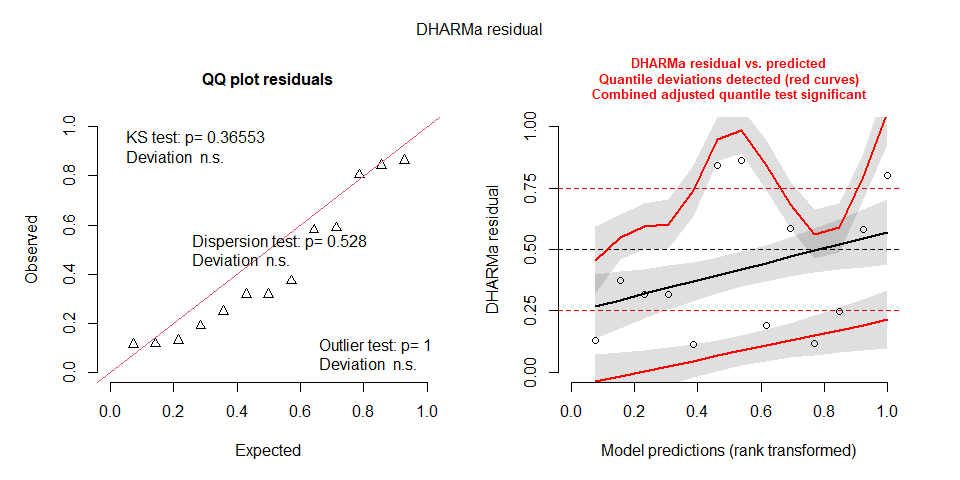 DHARMa residual
QQ plot residuals
KS test: p= 0.36553
Deviation n.s.
Dispersion test: p= 0.528
Deviation n.s.
Outlier test: p= 1
Deviation n.s.
Observed
0.0 0.2 0.4 0.6 0.8 1.0
0.0 0.2 0.4 0.6 0.8 1.0
Expected
DHARMa residual vs. predicted
Quantile deviations detected (red curves)
Combined adjusted quantile test significant
DHARMa residual
0.00 0.25 0.50 0.75 1.00
0.0 0.2 0.4 0.6 0.8 1.0
Model predictions (rank transformed)